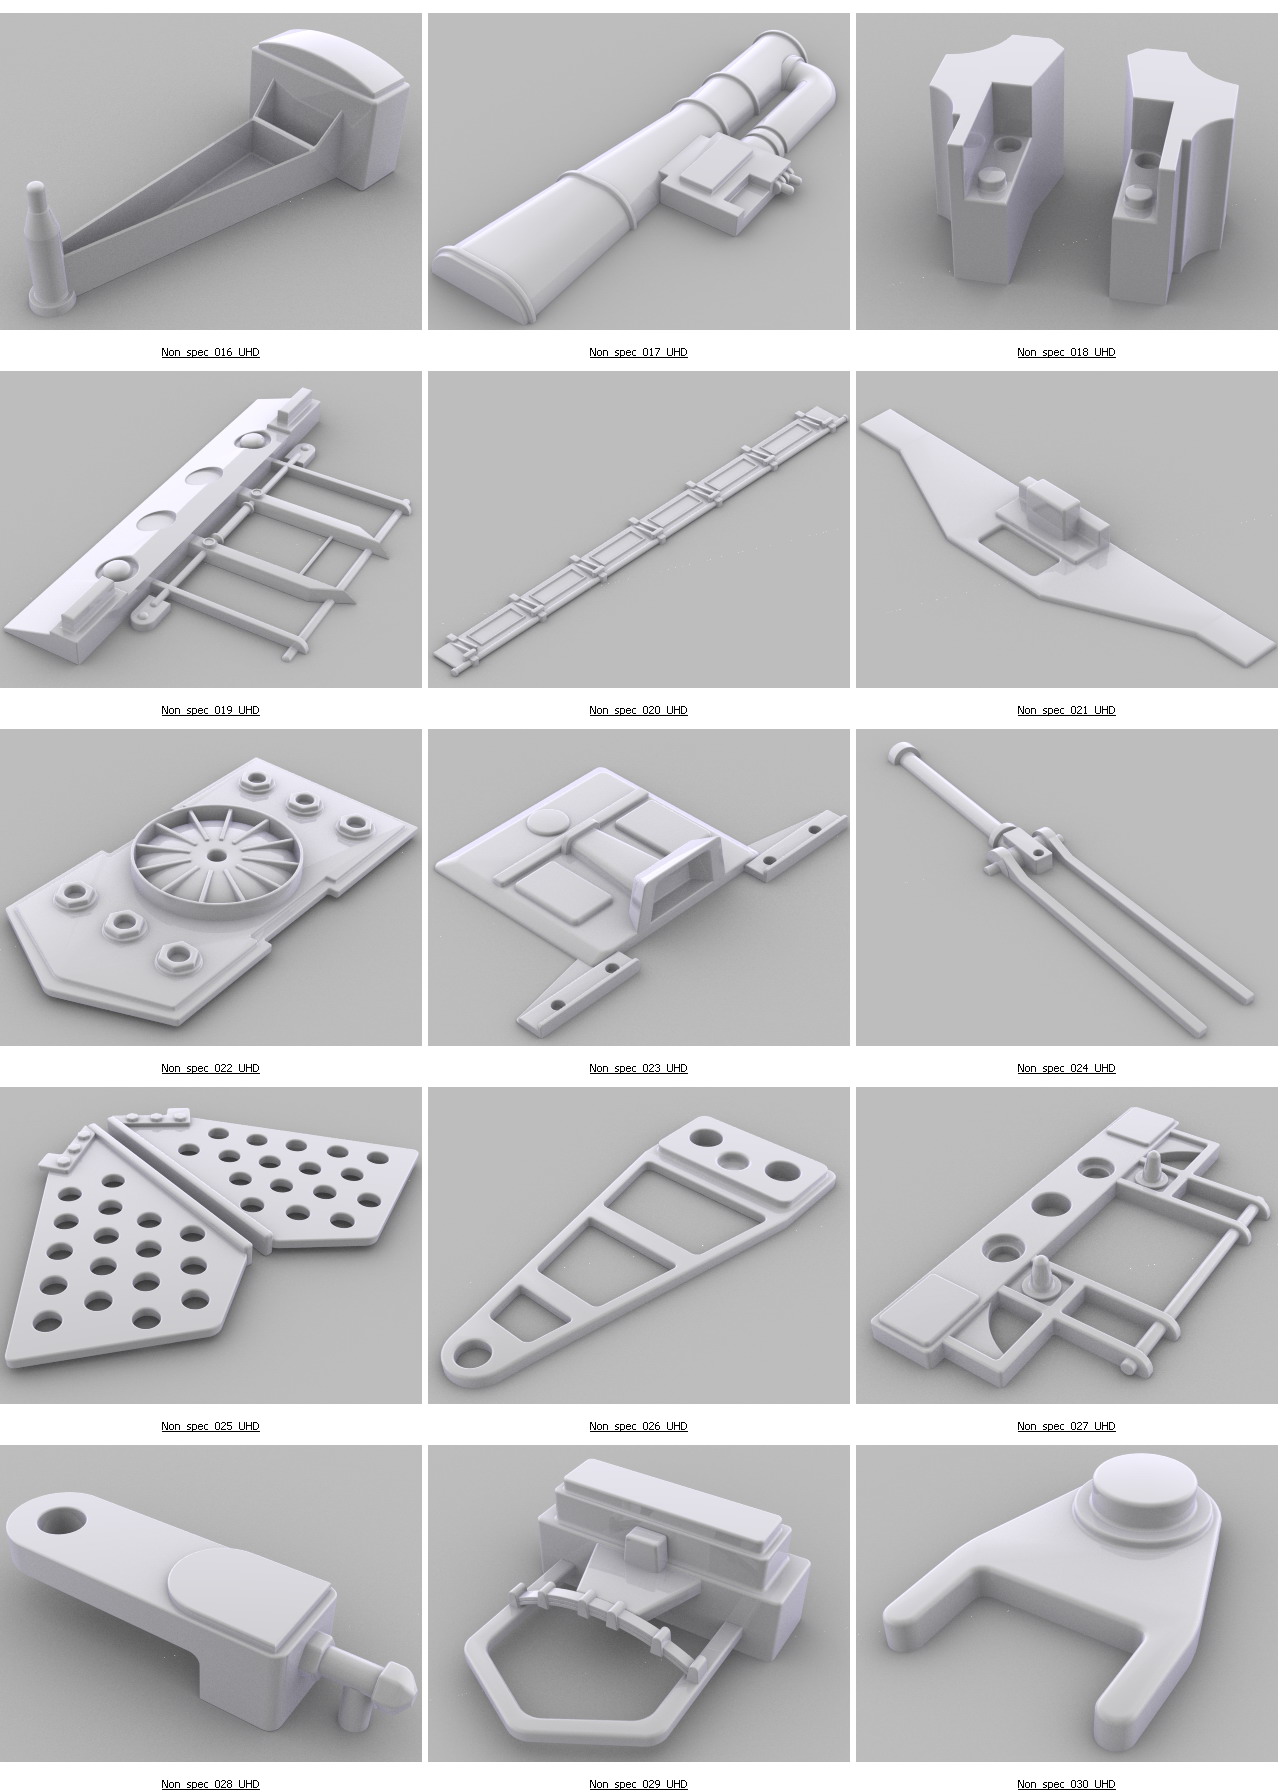 Non_spec_016_UHD
Non_spec_017_UHD
Non_spec_018_UHD
Non_spec_019_UHD
Non_spec_020_UHD
Non_spec_021_UHD
Non_spec_022_UHD
Non_spec_023_UHD
Non_spec_024_UHD
Non_spec_025_UHD
Non_spec_026_UHD
Non_spec_027_UHD
Non_spec_028_UHD
Non_spec_029_UHD
Non_spec_030_UHD